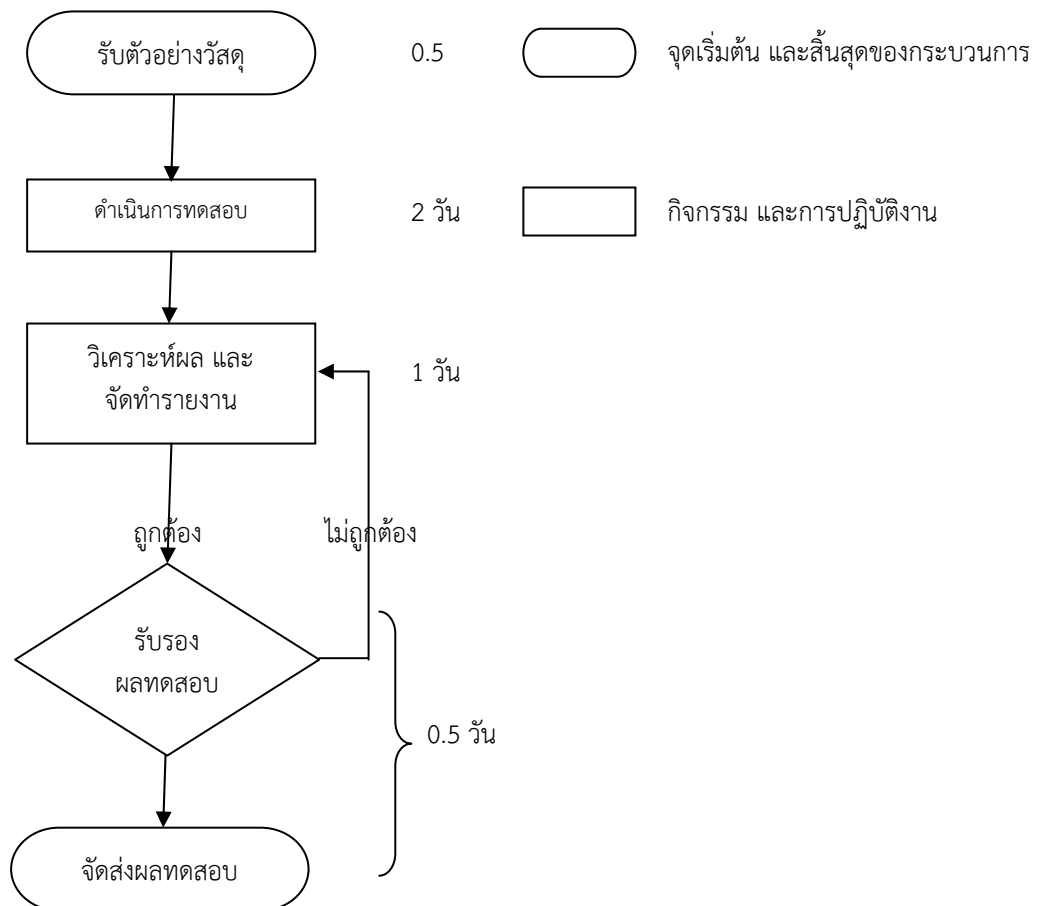 รับตัวอย่างวัสดุ
0.5
จุดเริ่มต้น และสิ้นสุดของกระบวนการ
ดำเนินการทดสอบ
2 วัน
กิจกรรม และการปฏิบัติงาน
วิเคราะห์ผล และ
จัดทำรายงาน
1 วัน
ถูกต้อง
ไม่ถูกต้อง
รับรอง
ผลทดสอบ
0.5 วัน
จัดส่งผลทดสอบ